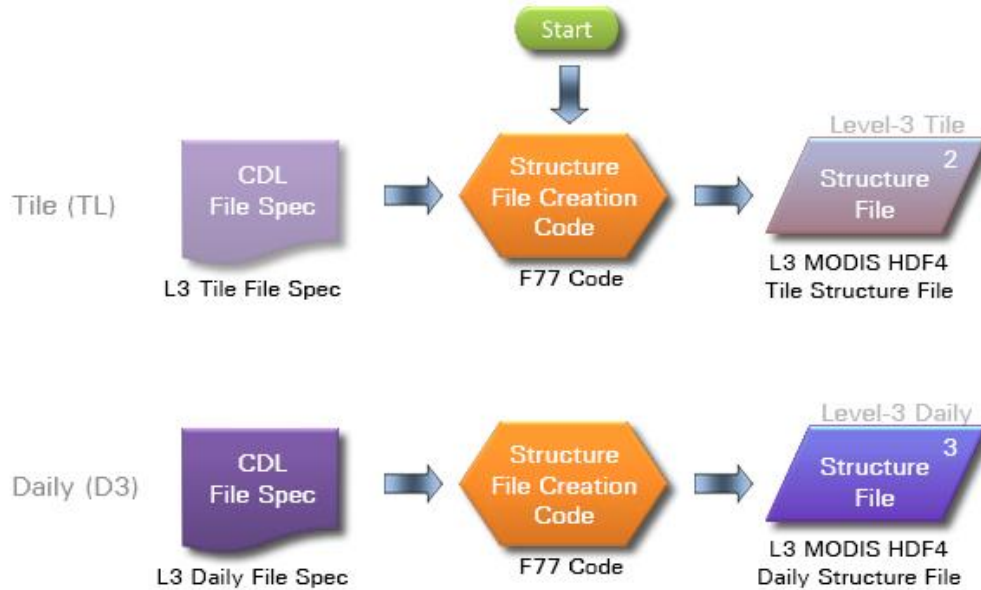 Start
Level-3 Tile
Tile (TL)
CDL
File Spec
L3 Tile File Spec
Structure
File Creation
Code
F77 Code
2
Structure
File
L3 MODIS HDF4
Tile Structure File
Level-3 Daily
Daily (D3)
CDL
File Spec
L3 Daily File Spec
Structure
File Creation
Code
F77 Code
3
Structure
File
L3 MODIS HDF4
Daily Structure File